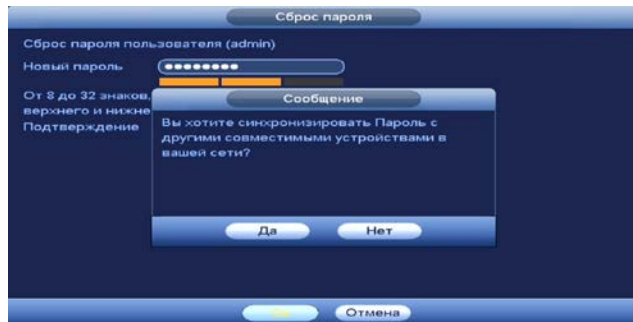 Сброс пароля
Сброс пароля пользователя (admin)
Новый пароль
От 8 до 32 знаков,
верхнего и нижне
Подтверждение
Сообщение
Вы хотите синхронизировать Пароль с
другими совместимыми устройствами в
вашей сети?
Да Нет
Отмена